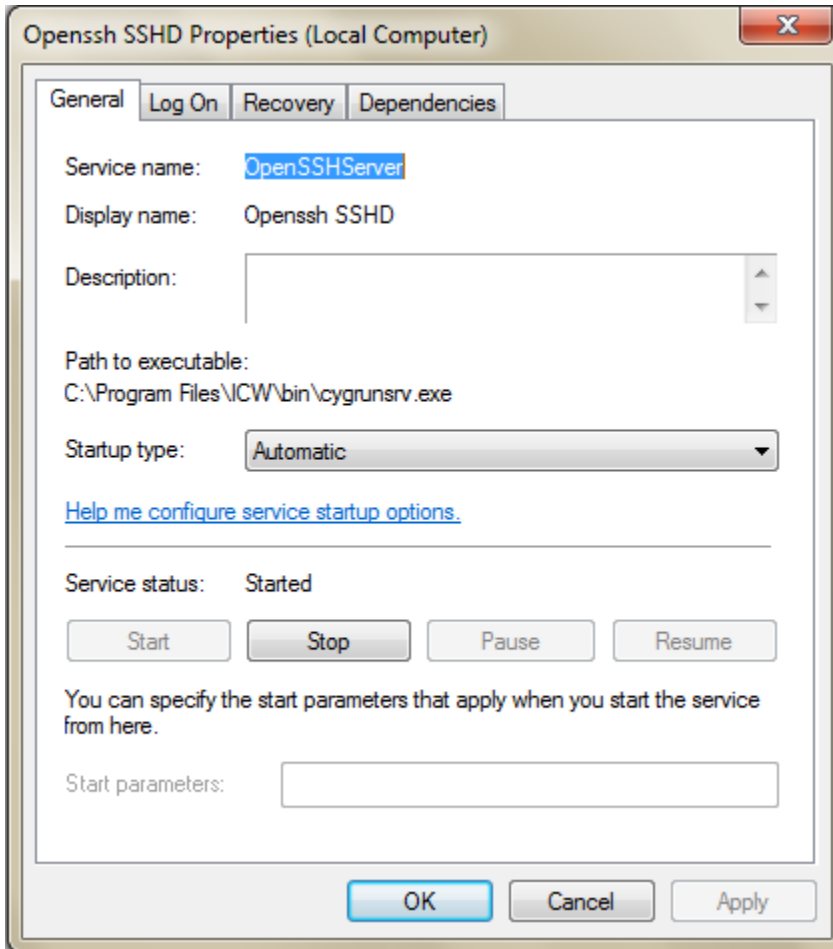 Openssh SSHD Properties (Local Computer)
General Log On Recovery Dependencies
Service name: OpenSSHServer
Display name: Openssh SSHD
Description:
Path to executable:
C:\Program Files\ICW\bin\cygrunsrv.exe
Startup type: Automatic
Help me configure service startup options.
Service status: Started
Start Stop Pause Resume
You can specify the start parameters that apply when you start the service
from here.
Start parameters:
OK Cancel Apply